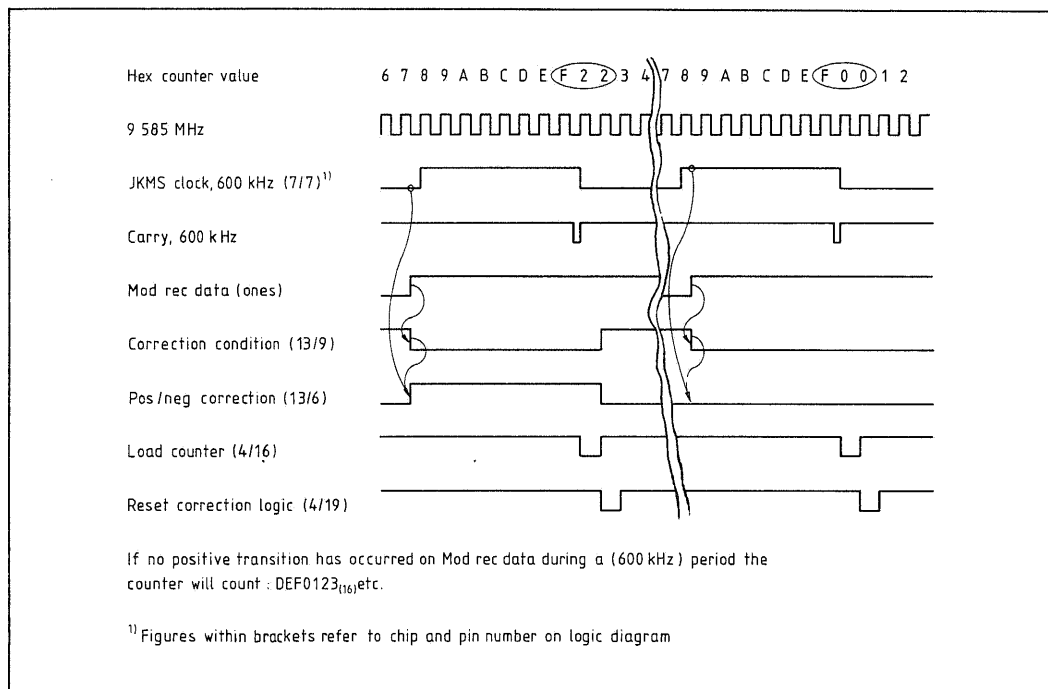 Hex counter value 6 7 8 9 A B C D E F 2 2 3 4 7 8 9 A B C D E F 0 0 1 2
9 585 MHz
JKMS clock, 600 kHz (7/7)¹⁾
Carry, 600 kHz
Mod rec data (ones)
Correction condition (13/9)
Pos/neg correction (13/6)
Load counter (4/16)
Reset correction logic (4/19)
If no positive transition has occurred on Mod rec data during a (600 kHz) period the
counter will count : DEF0123₍₁₆₎etc.
¹⁾ Figures within brackets refer to chip and pin number on logic diagram